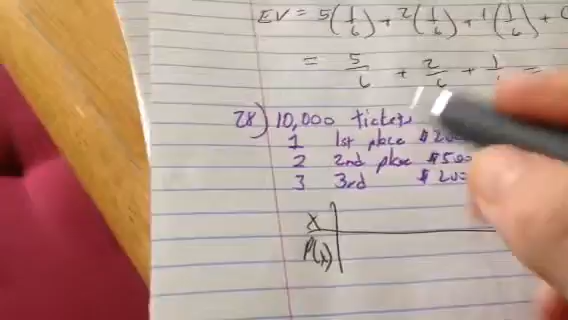 EV = 5(1/6) + 2(1/6) + 1(1/6) +
= 5/6 + 2/6 + 1/ =
28) 10,000 tickets
1 1st place $
2 2nd place $500
3 3rd $200
x
P(x)